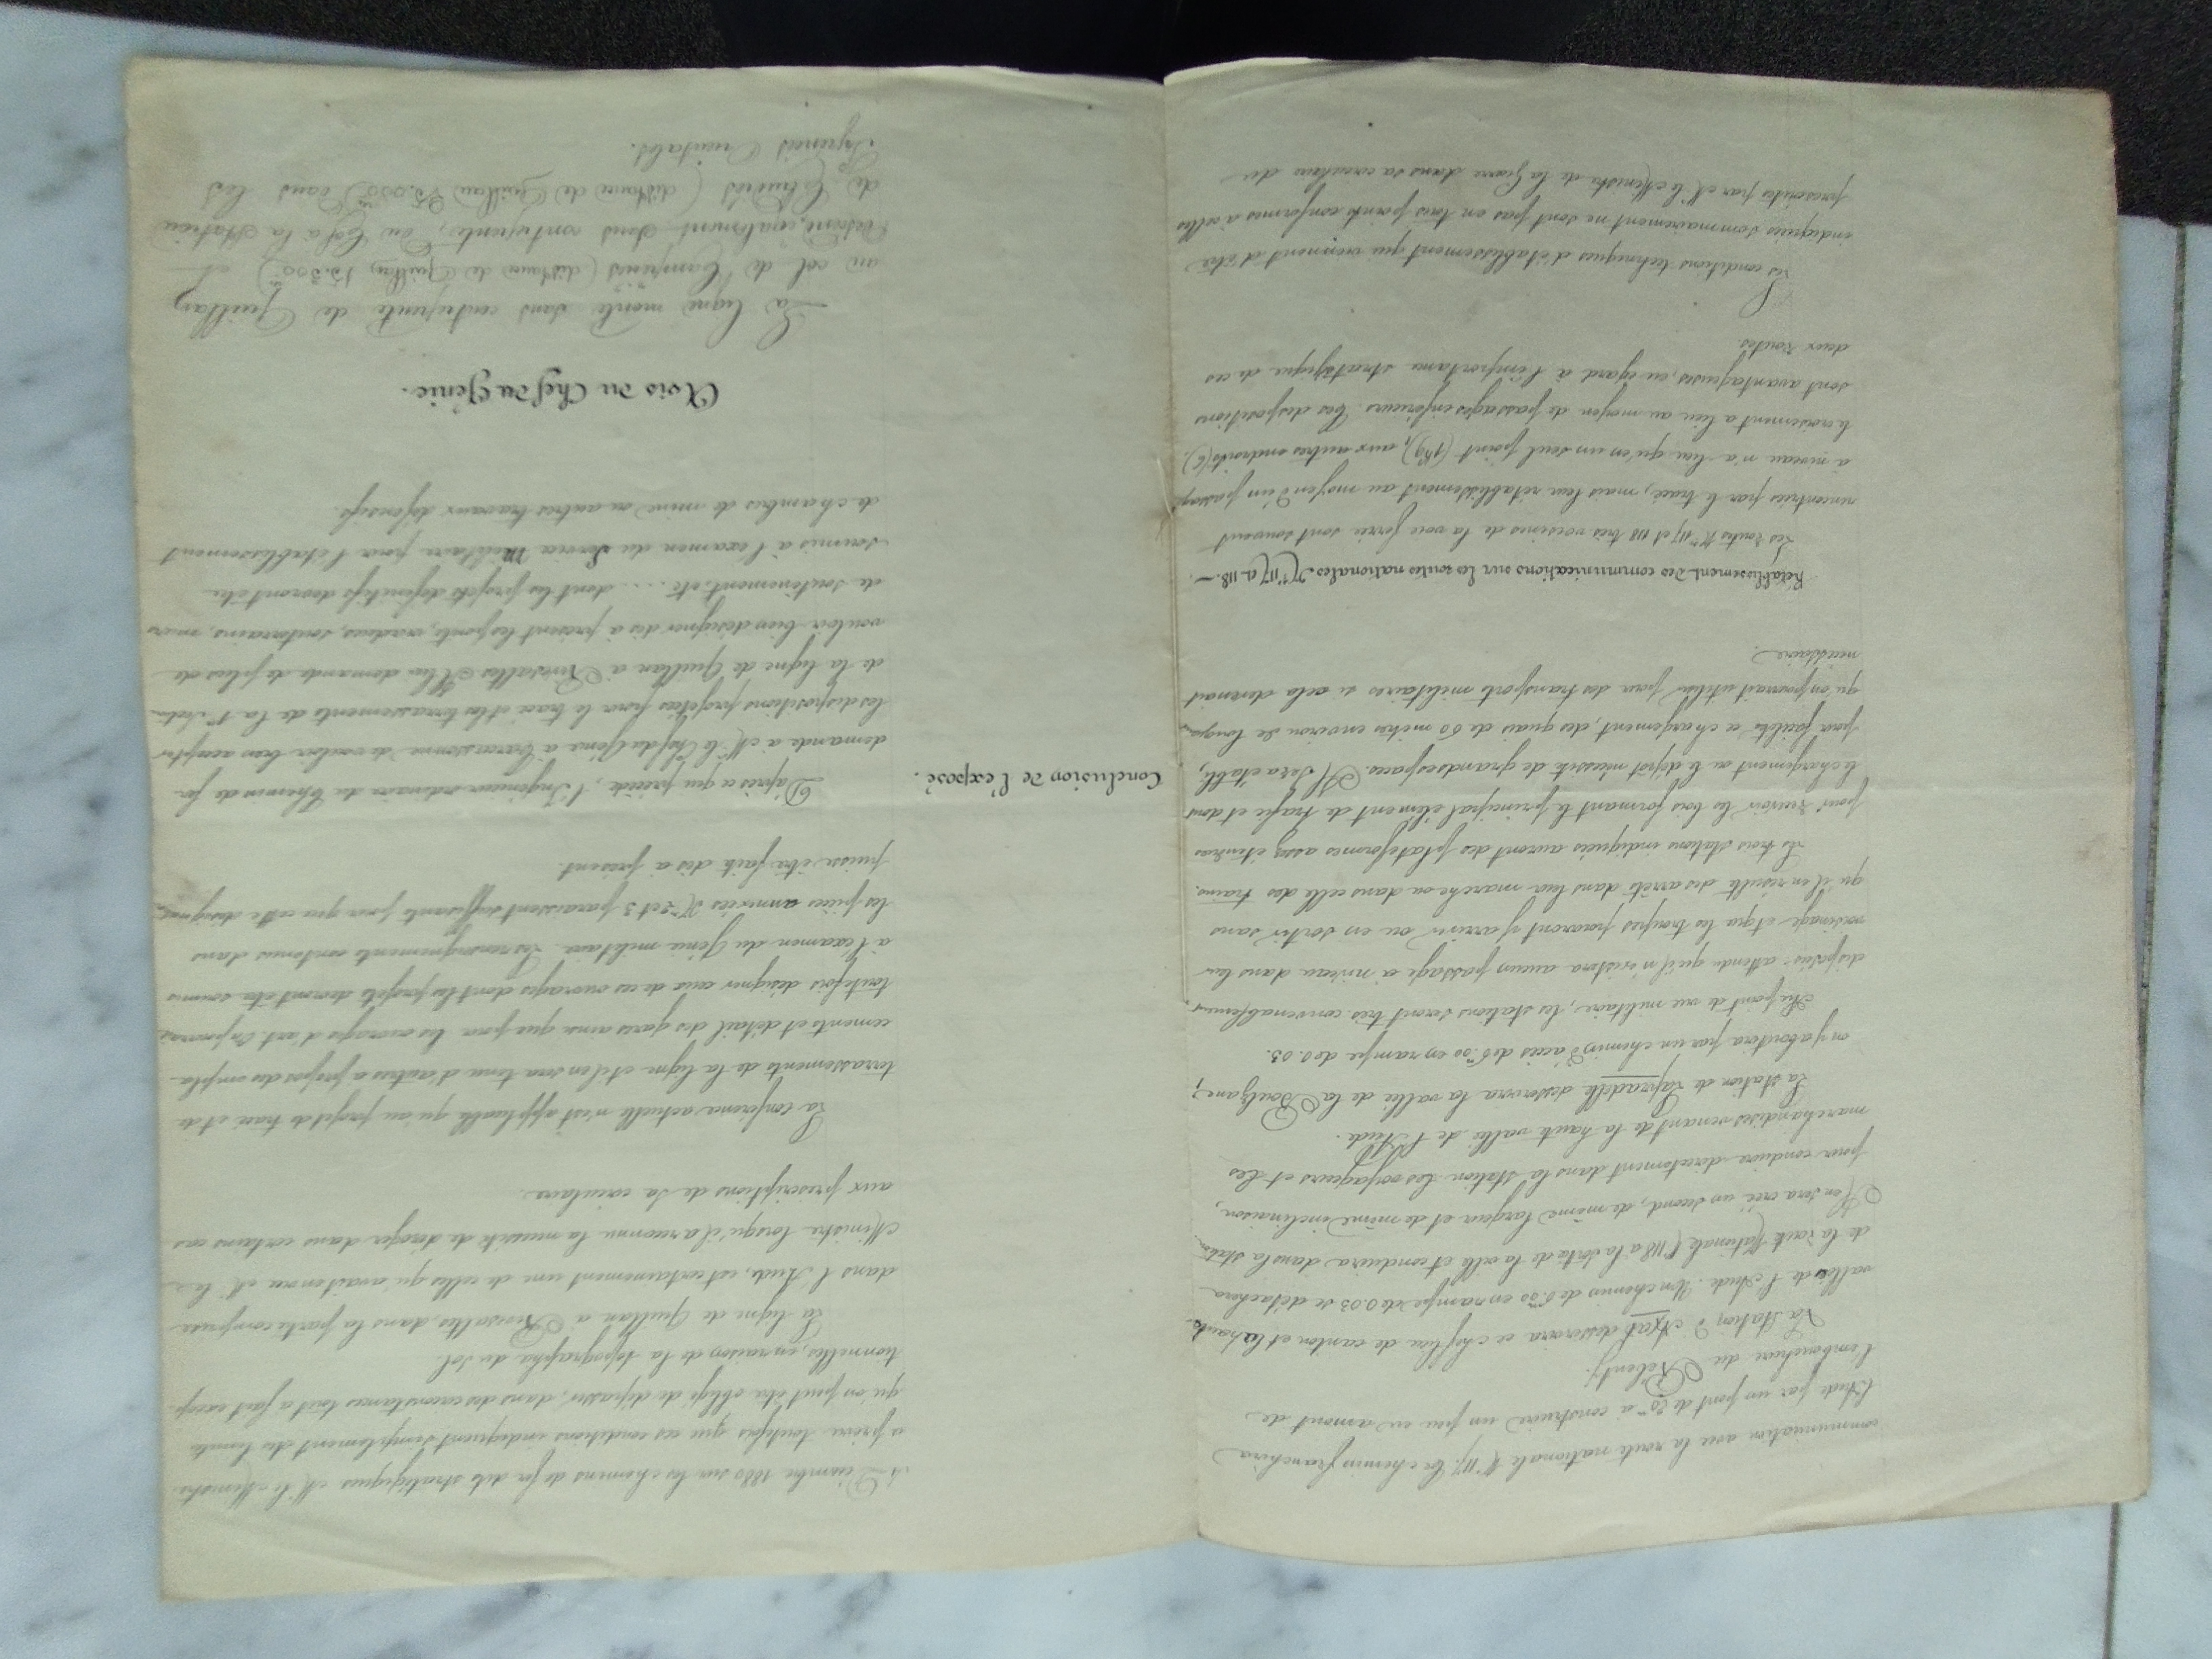 communication avec la route nationale N° 117. Ce chemin franchira
l'Aude par un pont de 20m à construire un peu en amont de
l'embouchure du Rébenty.
La Station d'Axat desservira ce chef lieu de canton et la haute
vallée de l'Aude. Un chemin de 6m.00 en rampe de 0.03 se détachera
de la route Nationale N° 118 à la sortie de la ville et conduira dans la station.
Il en sera créé un second, de même largeur et de même inclinaison,
pour conduire directement dans la station les voyageurs et les
marchandises venant de la haute vallée de l'Aude.
La station de Lapradelle desservira la vallée de la Boulzane;
on y aboutira par un chemin d'accès de 6m.00 en rampe de 0.03.
Au point de vue militaire, les stations seront très convenablement
disposées attendu qu'il n'existera aucun passage à niveau dans leur
voisinage et que les troupes pourront y arriver ou en sortir sans
qu'il en résulte des arrêts dans leur marche ou dans celle des trains.
Les trois stations indiquées auront des plateformes assez étendues
pour recevoir les bois formant le principal élément de trafic et dont
le chargement ou le dépôt nécessite de grands espaces. Il sera établi,
pour faciliter ce chargement, des quais de 60 mètres environ de longueur
qu'on pourrait utiliser pour des transports militaires si cela devenait
nécessaire.
Rétablissement des communications sur les routes nationales Nos 117 et 118. —
Les routes Nos 117 et 118 très voisines de la voie ferrée sont souvent
rencontrées par le tracé, mais leur rétablissement au moyen d'un passage
à niveau n'a lieu qu'en un seul point, aux autres endroits (6),
le croisement a lieu au moyen de passages inférieurs. Ces dispositions
sont avantageuses, eu égard à l'importance stratégique de ces
deux routes.
Les conditions techniques d'établissement qui viennent d'être
indiquées sommairement ne sont pas en tous points conformes à celles
prescrites par Mr le Ministre de la Guerre dans sa circulaire du
Décembre 1880 sur les chemins de fer dits stratégiques. Mr le Ministre
a prévu toutefois que ces conditions indiquent simplement des limites
qu'on peut être obligé de dépasser, dans des circonstances tout à fait excep-
tionnelles, en raison de la topographie du sol.
La ligne de Quillan à Rivesaltes, dans la partie comprise
dans l'Aude, est certainement une de celles qu'avait en vue Mr le
Ministre lorsqu'il a reconnu la nécessité de déroger dans certains cas
aux prescriptions de sa circulaire.
La conférence actuelle n'est applicable qu'au projet de tracé et de
terrassements de la ligne et il en sera tenu d'autres à propos des empla-
cements et détail des gares ainsi que pour les ouvrages d'art. On pourrait
toutefois désigner ceux de ces ouvrages dont les projets devront être soumis
à l'examen du Génie militaire. Les renseignements contenus dans
les pièces annexées Nos 2 et 3 paraissent suffisants pour que cette désignation
puisse être faite dès à présent.
Conclusion de l'exposé.
D'après ce qui précède, l'Ingénieur ordinaire du Chemin de fer
demande à Mr le Chef du Génie à Carcassonne de vouloir bien accepter
les dispositions projetées pour le tracé et les terrassements de la 1re Section
de la ligne de Quillan à Rivesaltes. Il lui demande de plus de
vouloir bien désigner dès à présent les ponts, viaducs, souterrains, murs
de soutènement, etc.... dont les projets définitifs devront être
soumis à l'examen du Service Militaire pour l'établissement
de chambres de mine ou autres travaux défensifs.
Avis du Chef du Génie.
La ligne monte sans contrepente de Quillan
au col de Campérié (distance de Quillan 15.300m) et
descend, également sans contrepente, du Col à la Station
de Caudiès (distance de Quillan 25.000m) dans les
Pyrénées Orientales.